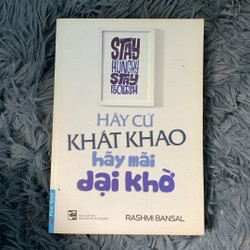 STAY
HUNGRY
STAY
FOOLISH
HÃY CỨ
KHÁT KHAO
hãy mãi
dại khờ
RASHMI BANSAL